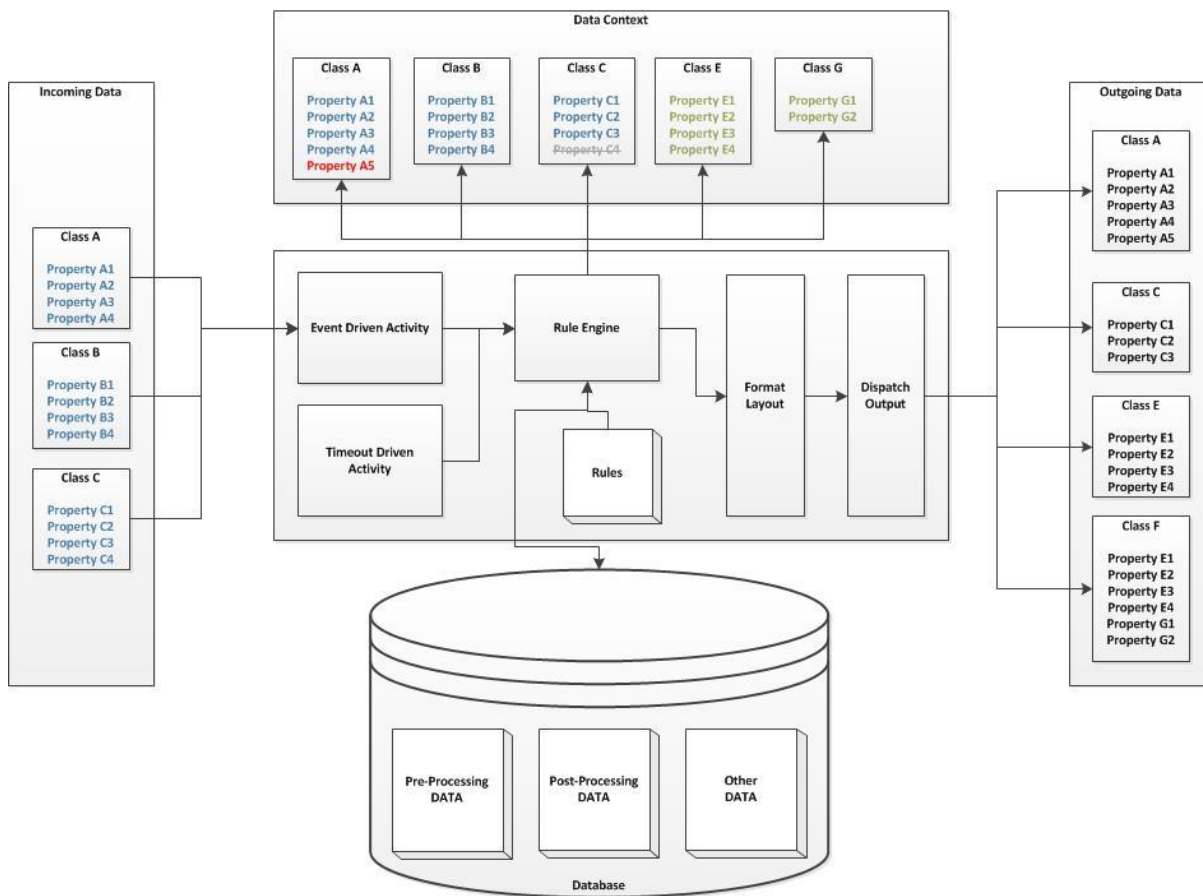 Data Context
Class A
Property A1
Property A2
Property A3
Property A4
Property A5
Class B
Property B1
Property B2
Property B3
Property B4
Class C
Property C1
Property C2
Property C3
Property C4
Class E
Property E1
Property E2
Property E3
Property E4
Class G
Property G1
Property G2
Incoming Data
Class A
Property A1
Property A2
Property A3
Property A4
Class B
Property B1
Property B2
Property B3
Property B4
Class C
Property C1
Property C2
Property C3
Property C4
Event Driven Activity
Timeout Driven
Activity
Rule Engine
Rules
Format
Layout
Dispatch
Output
Outgoing Data
Class A
Property A1
Property A2
Property A3
Property A4
Property A5
Class C
Property C1
Property C2
Property C3
Class E
Property E1
Property E2
Property E3
Property E4
Class F
Property E1
Property E2
Property E3
Property E4
Property G1
Property G2
Pre-Processing
DATA
Post-Processing
DATA
Other
DATA
Database